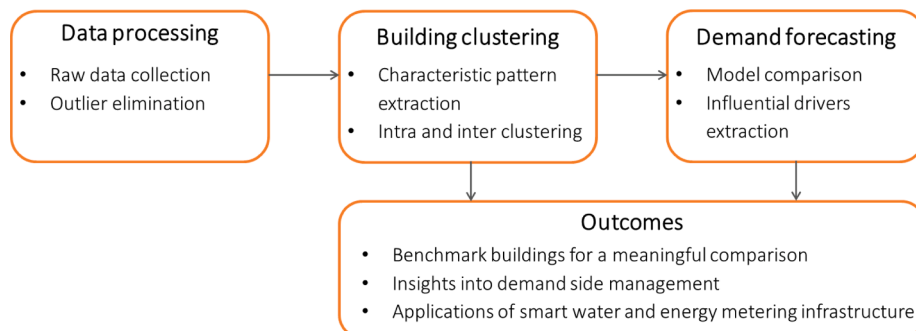 Data processing
• Raw data collection
• Outlier elimination
Building clustering
• Characteristic pattern
extraction
• Intra and inter clustering
Demand forecasting
• Model comparison
• Influential drivers
extraction
Outcomes
• Benchmark buildings for a meaningful comparison
• Insights into demand side management
• Applications of smart water and energy metering infrastructure